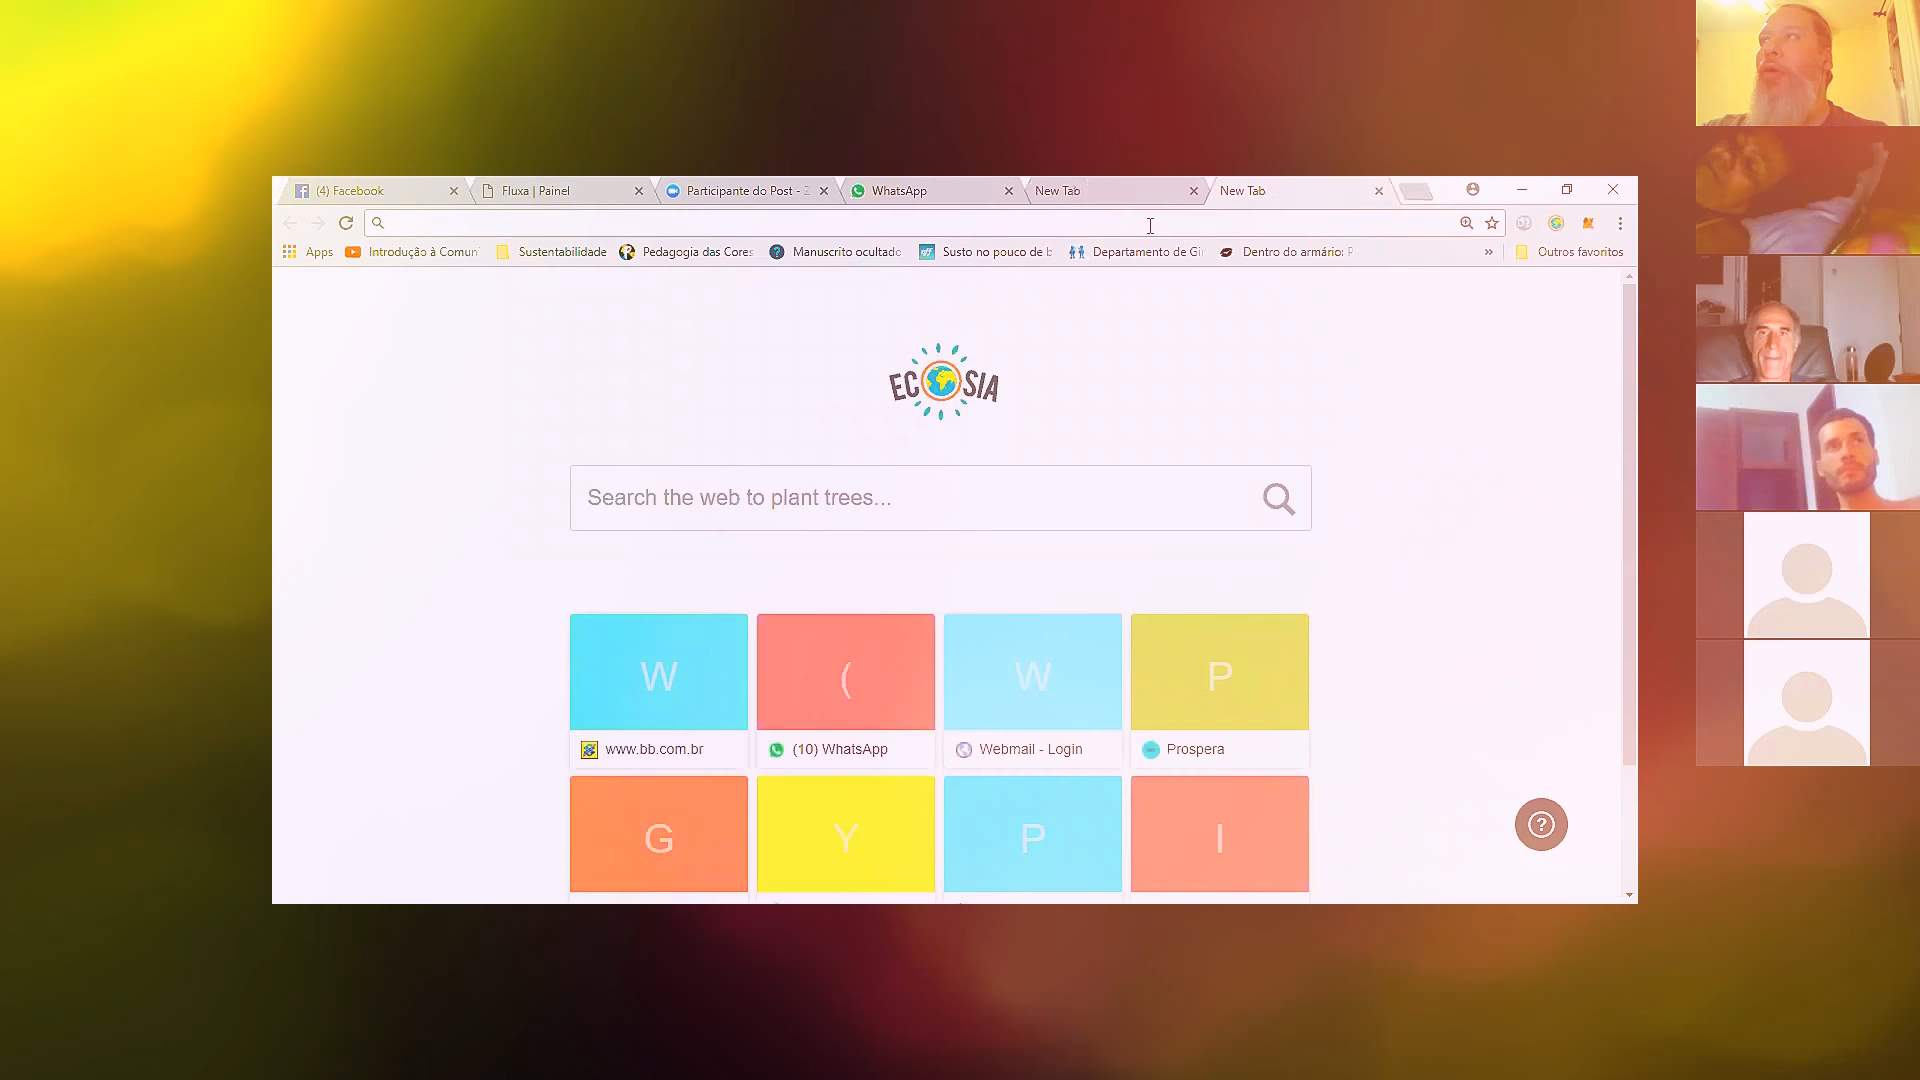 (4) Facebook
Fluxa | Painel
Participante do Post - Z
WhatsApp
New Tab
New Tab
Apps
Introdução à Comun
Sustentabilidade
Pedagogia das Cores
Manuscrito ocultado
Susto no pouco de b
Departamento de Gi
Dentro do armário: P
»
Outros favoritos
ECOSIA
Search the web to plant trees...
W
(
W
P
www.bb.com.br
(10) WhatsApp
Webmail - Login
Prospera
G
Y
P
I
?